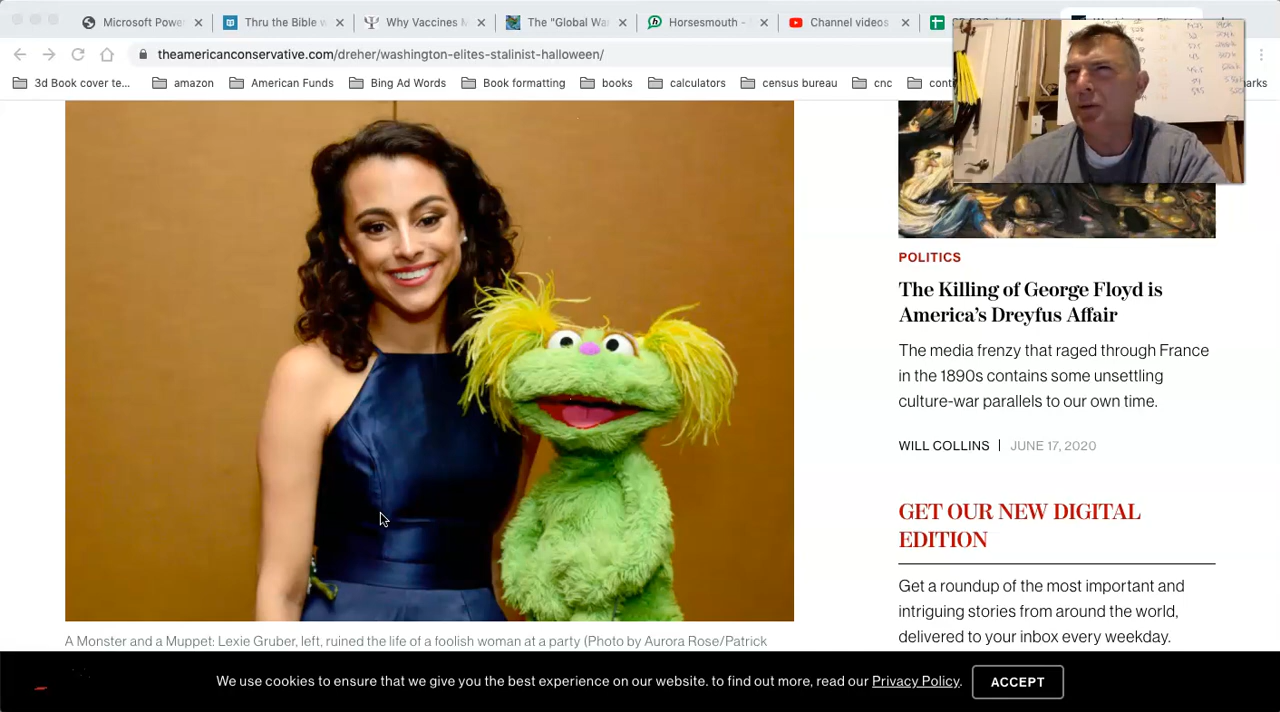 Microsoft Powe
Thru the Bible w
Why Vaccines M
The "Global Wa
Horsesmouth -
Channel videos
theamericanconservative.com/dreher/washington-elites-stalinist-halloween/
3d Book cover te...
amazon
American Funds
Bing Ad Words
Book formatting
books
calculators
census bureau
cnc
cont
arks
POLITICS
The Killing of George Floyd is
America's Dreyfus Affair
The media frenzy that raged through France
in the 1890s contains some unsettling
culture-war parallels to our own time.
WILL COLLINS | JUNE 17, 2020
GET OUR NEW DIGITAL
EDITION
Get a roundup of the most important and
intriguing stories from around the world,
delivered to your inbox every weekday.
A Monster and a Muppet: Lexie Gruber, left, ruined the life of a foolish woman at a party (Photo by Aurora Rose/Patrick
We use cookies to ensure that we give you the best experience on our website. to find out more, read our Privacy Policy.
ACCEPT